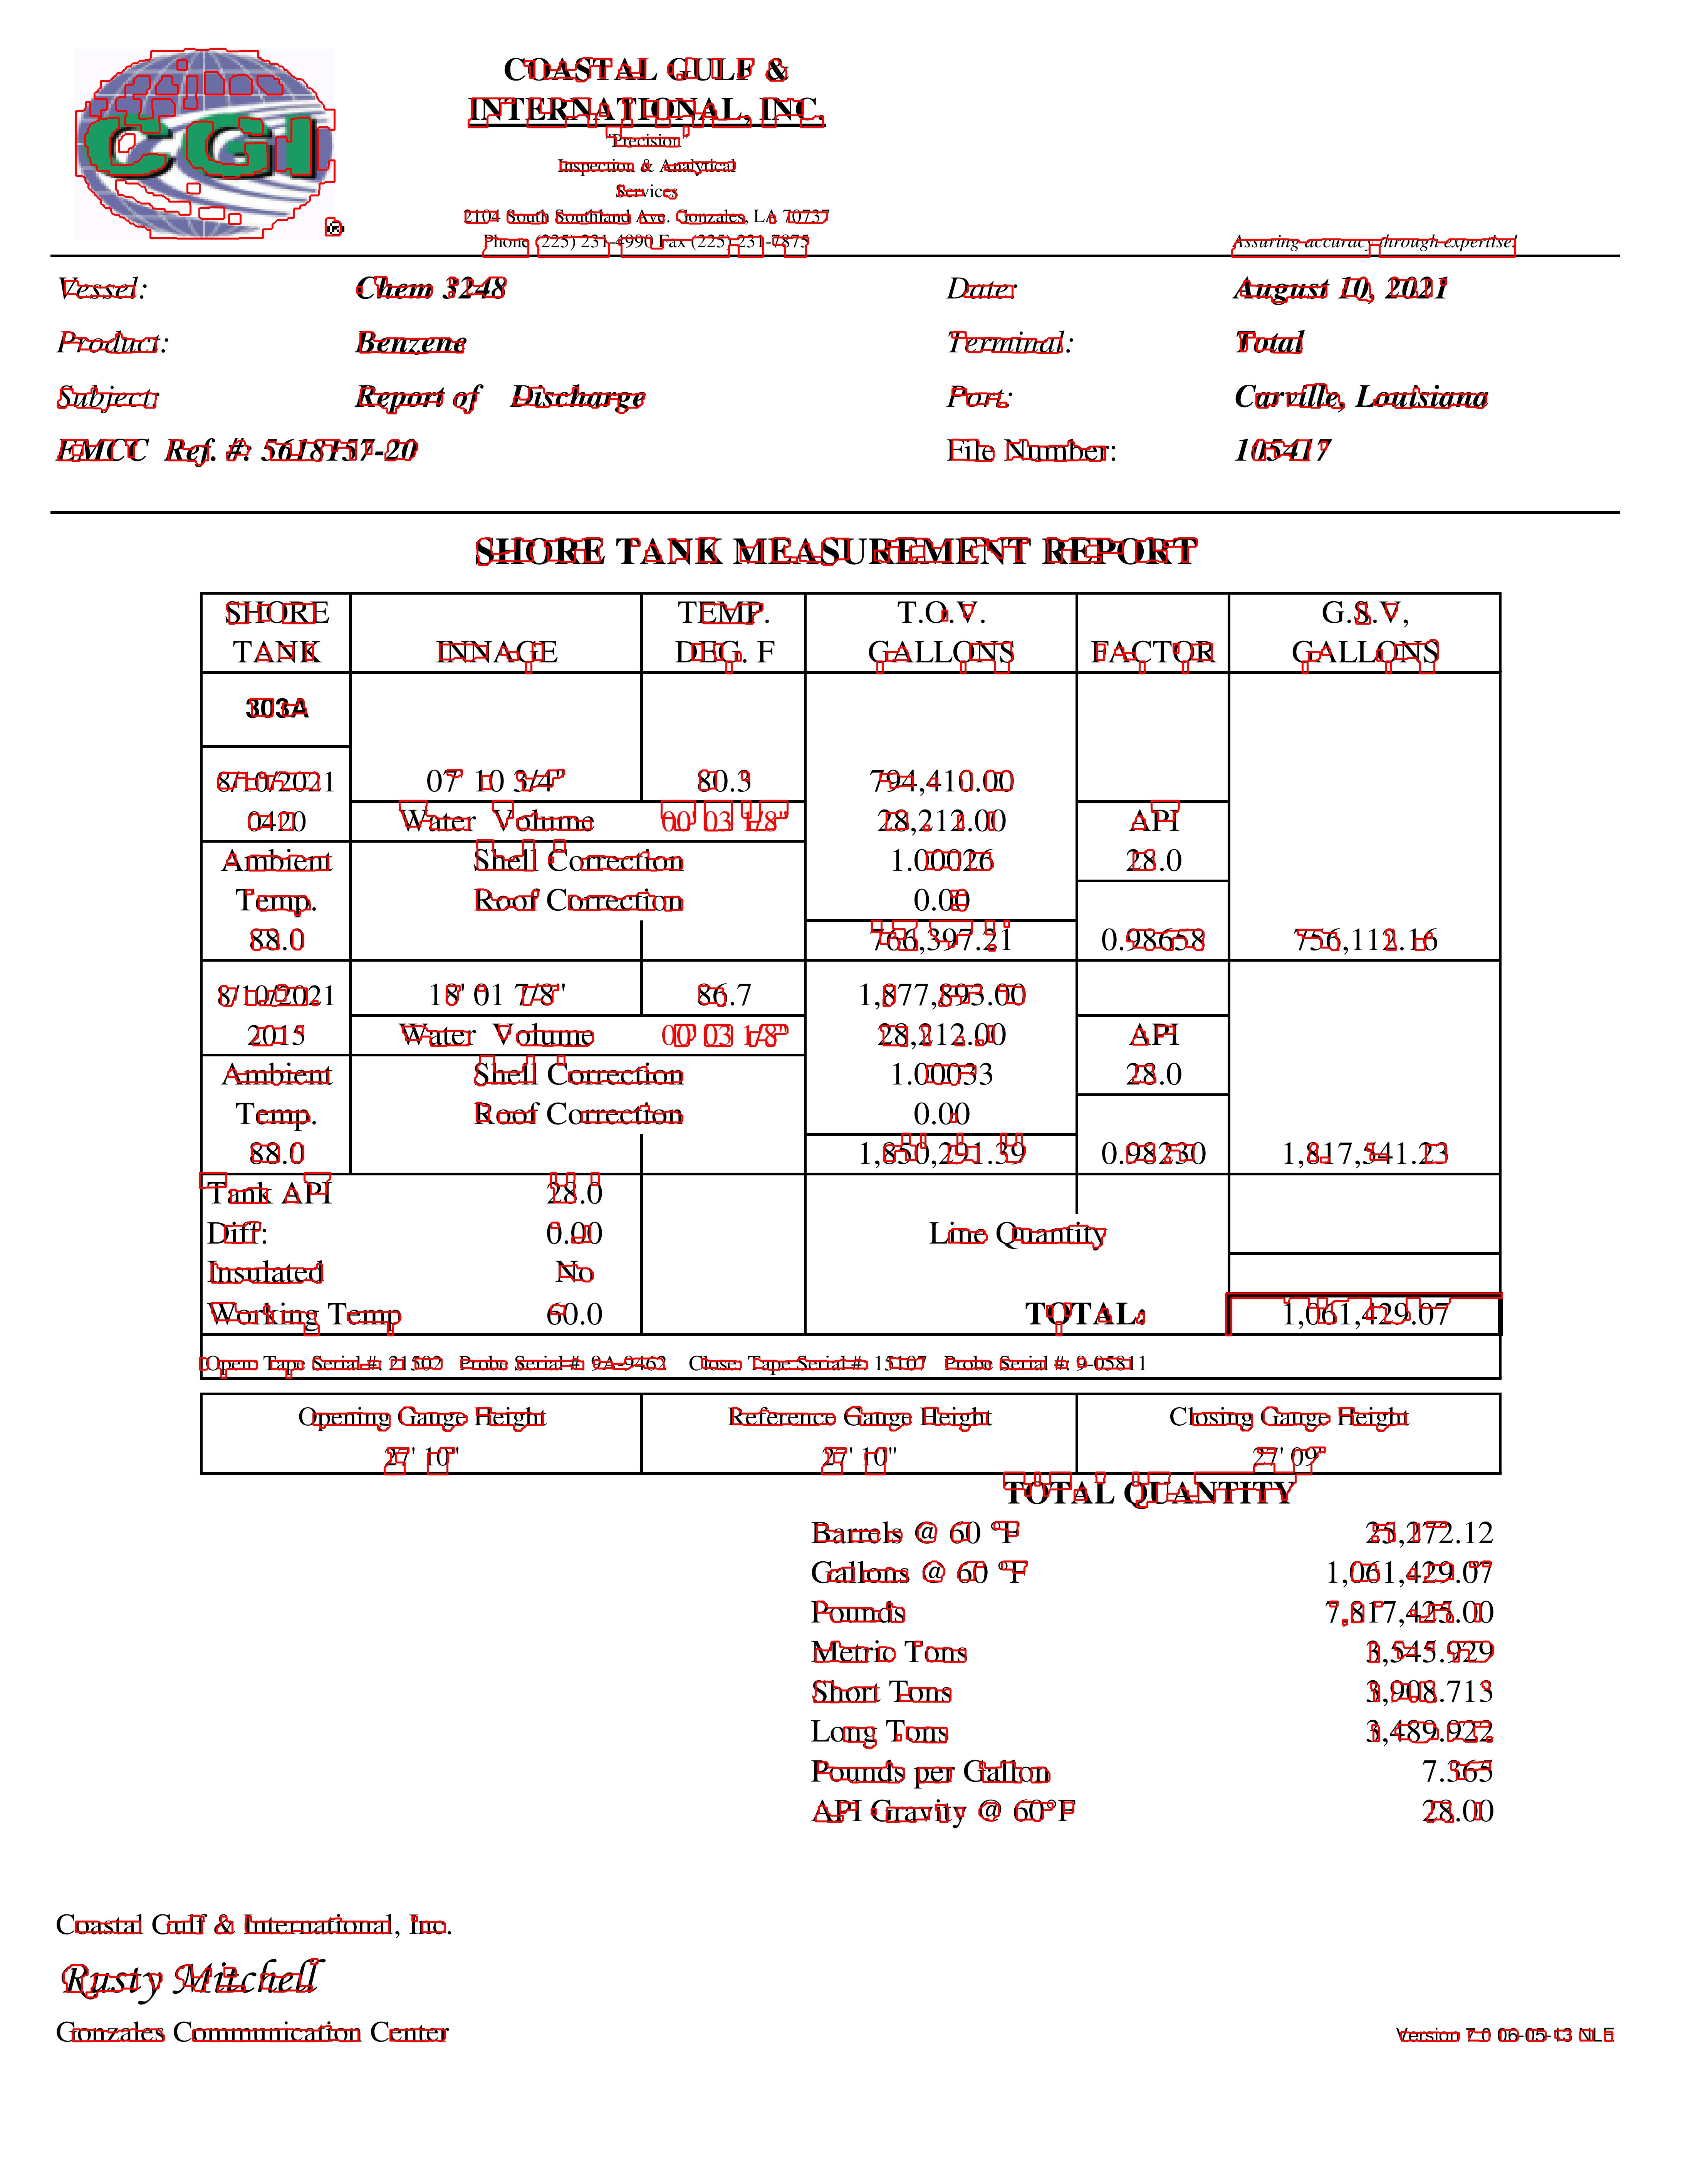 CGI
®
COASTAL GULF &
INTERNATIONAL, INC.
"Precision"
Inspection & Analytical
Services
2104 South Southland Ave. Gonzales, LA 70737
Phone (225) 231-4990 Fax (225) 231-7875
Assuring accuracy through expertise!
Vessel: Chem 3248 Date: August 10, 2021
Product: Benzene Terminal: Total
Subject: Report of Discharge Port: Carville, Louisiana
EMCC Ref. #: 5618157-20 File Number: 105417
SHORE TANK MEASUREMENT REPORT
SHORE TEMP. T.O.V. G.S.V,
TANK INNAGE DEG. F GALLONS FACTOR GALLONS
303A
8/10/2021 07' 10 3/4" 80.3 794,410.00
0420 Water Volume 00' 03 1/8" 28,212.00 API
Ambient Shell Correction 1.00026 28.0
Temp. Roof Correction 0.00
88.0 766,397.21 0.98658 756,112.16
8/10/2021 18' 01 7/8" 86.7 1,877,893.00
2015 Water Volume 00' 03 1/8" 28,212.00 API
Ambient Shell Correction 1.00033 28.0
Temp. Roof Correction 0.00
88.0 1,850,291.39 0.98230 1,817,541.23
Tank API 28.0
Diff: 0.00 Line Quantity
Insulated No
Working Temp 60.0 TOTAL: 1,061,429.07
Open: Tape Serial #: 21502 Probe Serial #: 9A-9462 Close: Tape Serial #: 15107 Probe Serial #: 9-05811
Opening Gauge Height Reference Gauge Height Closing Gauge Height
27' 10" 27' 10" 27' 09"
TOTAL QUANTITY
Barrels @ 60 °F 25,272.12
Gallons @ 60 °F 1,061,429.07
Pounds 7,817,425.00
Metric Tons 3,545.929
Short Tons 3,908.713
Long Tons 3,489.922
Pounds per Gallon 7.365
API Gravity @ 60°F 28.00
Coastal Gulf & International, Inc.
Rusty Mitchell
Gonzales Communication Center
Version 7.0 06-05-13 NLF